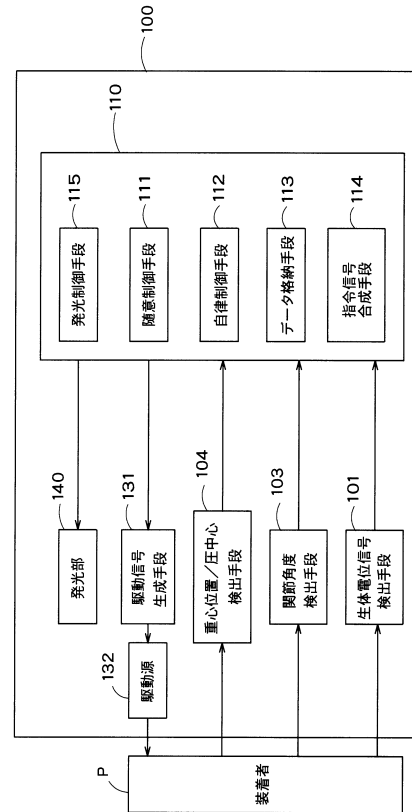 100
110
115
発光制御手段
111
随意制御手段
112
自律制御手段
113
データ格納手段
114
指令信号
合成手段
140
発光部
131
駆動信号
生成手段
132
駆動源
104
重心位置/圧中心
検出手段
103
関節角度
検出手段
101
生体電位信号
検出手段
P
装着者